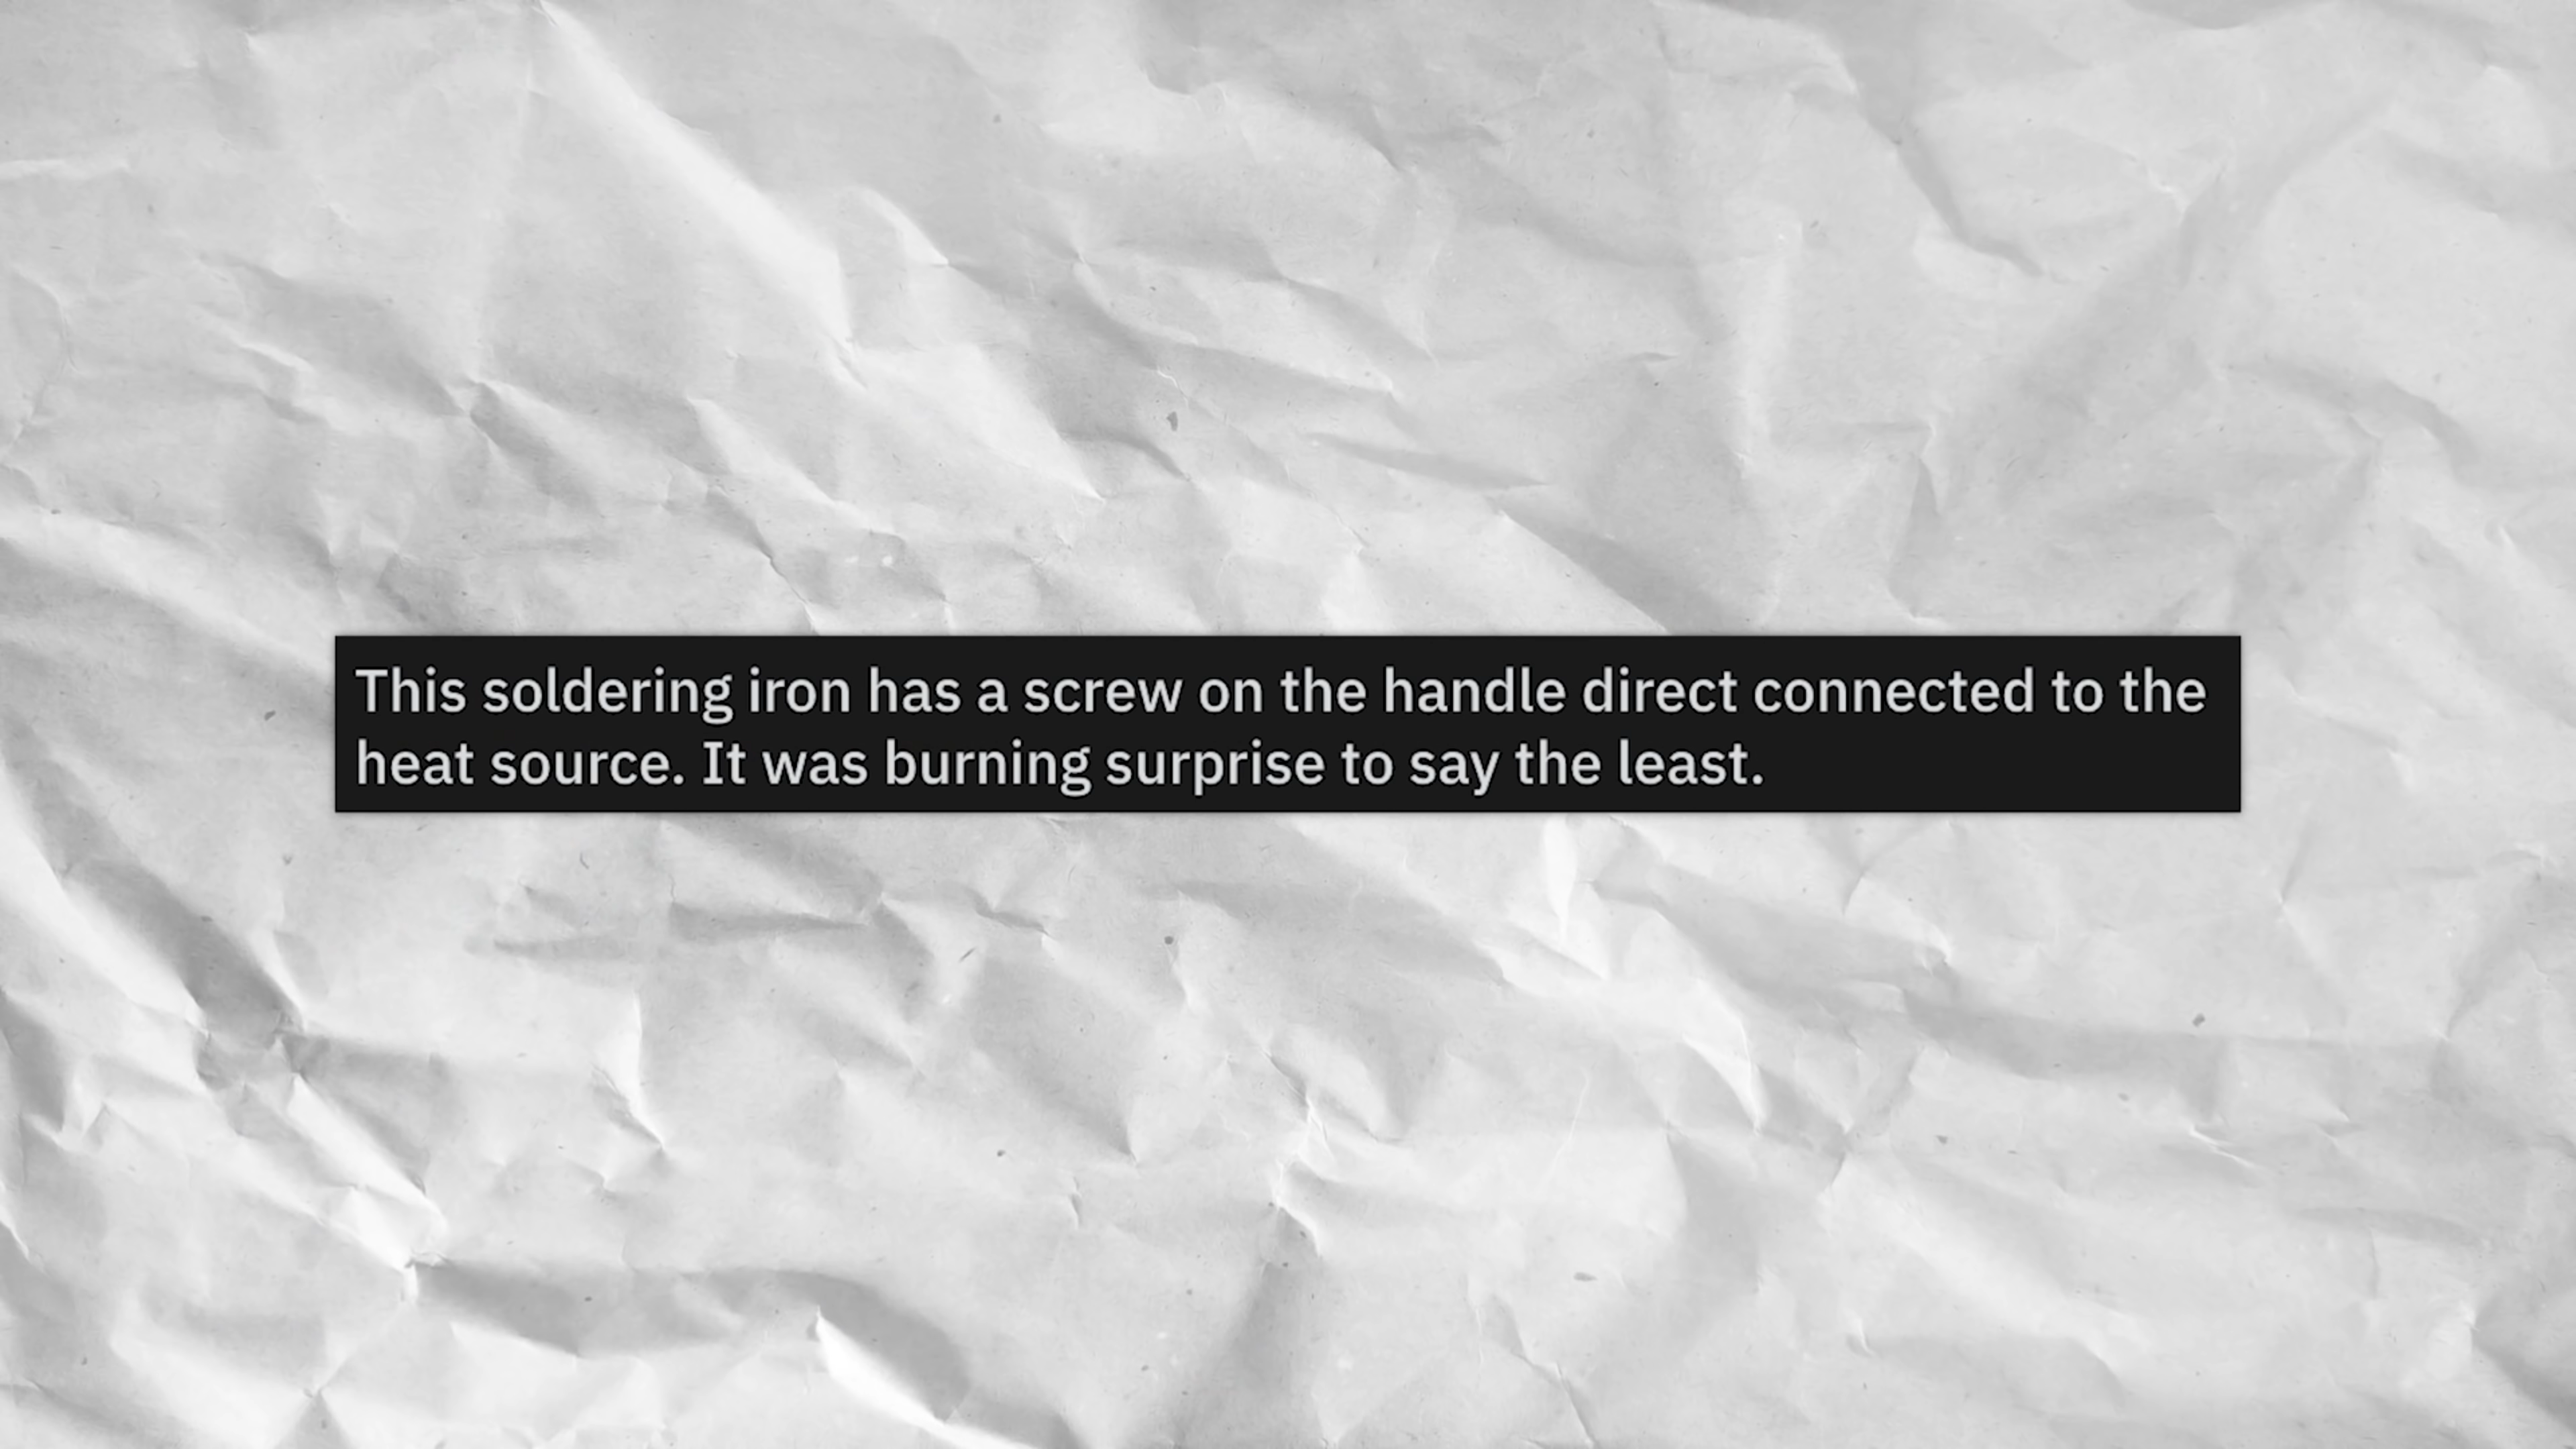 This soldering iron has a screw on the handle direct connected to the
heat source. It was burning surprise to say the least.